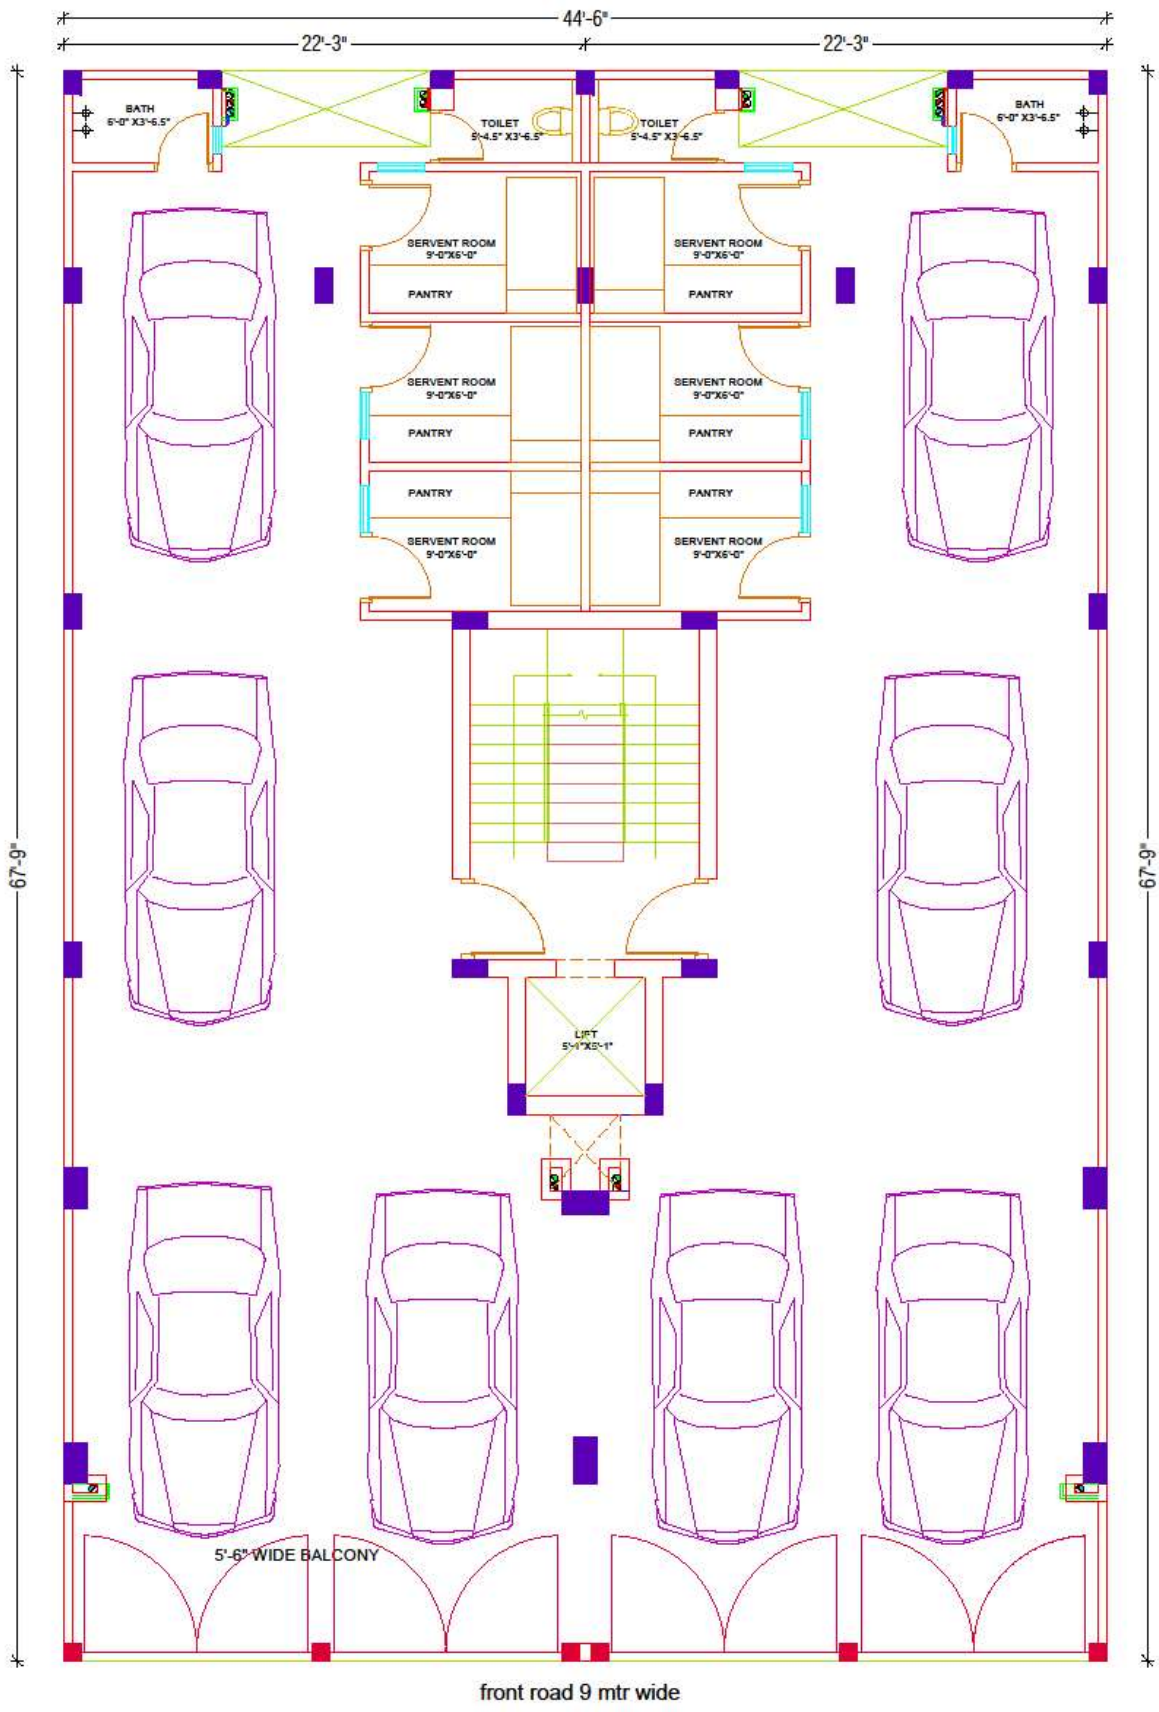 44'-6"
22'-3"
22'-3"
BATH
6'-0" X3'-6.5"
TOILET
5'-4.5" X3'-6.5"
TOILET
5'-4.5" X3'-6.5"
BATH
6'-0" X3'-6.5"
SERVENT ROOM
9'-0"X6'-0"
SERVENT ROOM
9'-0"X6'-0"
PANTRY
PANTRY
SERVENT ROOM
9'-0"X6'-0"
SERVENT ROOM
9'-0"X6'-0"
PANTRY
PANTRY
PANTRY
PANTRY
SERVENT ROOM
9'-0"X6'-0"
SERVENT ROOM
9'-0"X6'-0"
67'-9"
67'-9"
LIFT
5'-1"X5'-1"
5'-6" WIDE BALCONY
front road 9 mtr wide